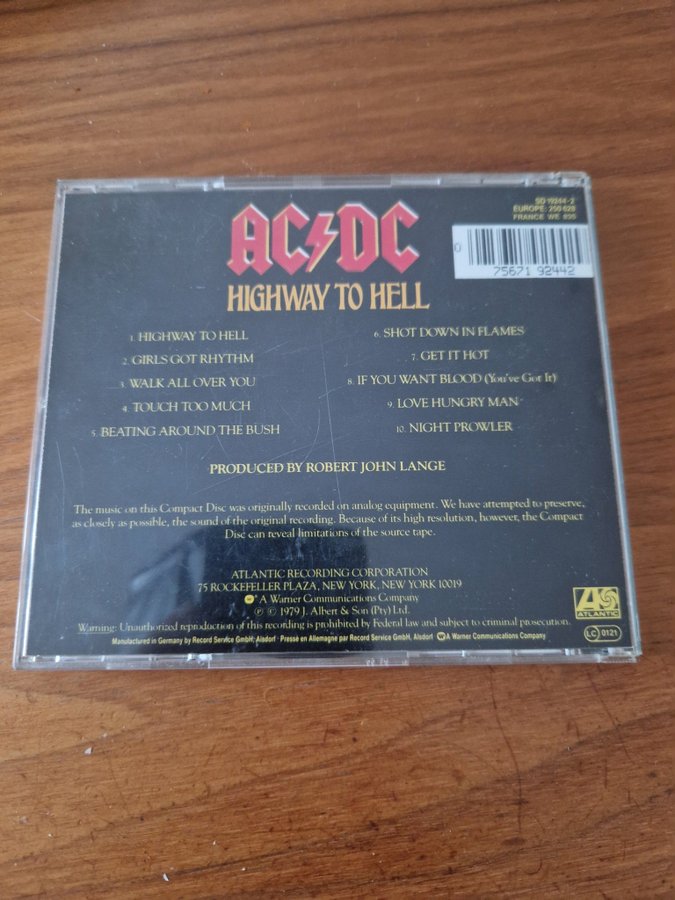 AC/DC
HIGHWAY TO HELL
SD 19244-2
EUROPE: 250 628
FRANCE: WE 835
0 75671 92442
1. HIGHWAY TO HELL
2. GIRLS GOT RHYTHM
3. WALK ALL OVER YOU
4. TOUCH TOO MUCH
5. BEATING AROUND THE BUSH
6. SHOT DOWN IN FLAMES
7. GET IT HOT
8. IF YOU WANT BLOOD (You've Got It)
9. LOVE HUNGRY MAN
10. NIGHT PROWLER
PRODUCED BY ROBERT JOHN LANGE
The music on this Compact Disc was originally recorded on analog equipment. We have attempted to preserve,
as closely as possible, the sound of the original recording. Because of its high resolution, however, the Compact
Disc can reveal limitations of the source tape.
ATLANTIC RECORDING CORPORATION
75 ROCKEFELLER PLAZA, NEW YORK, NEW YORK 10019
A Warner Communications Company
℗ © 1979 J. Albert & Son (Pty) Ltd.
Warning: Unauthorized reproduction of this recording is prohibited by Federal law and subject to criminal prosecution.
Manufactured in Germany by Record Service GmbH, Alsdorf · Pressé en Allemagne par Record Service GmbH, Alsdorf A Warner Communications Company
ATLANTIC
LC 0121